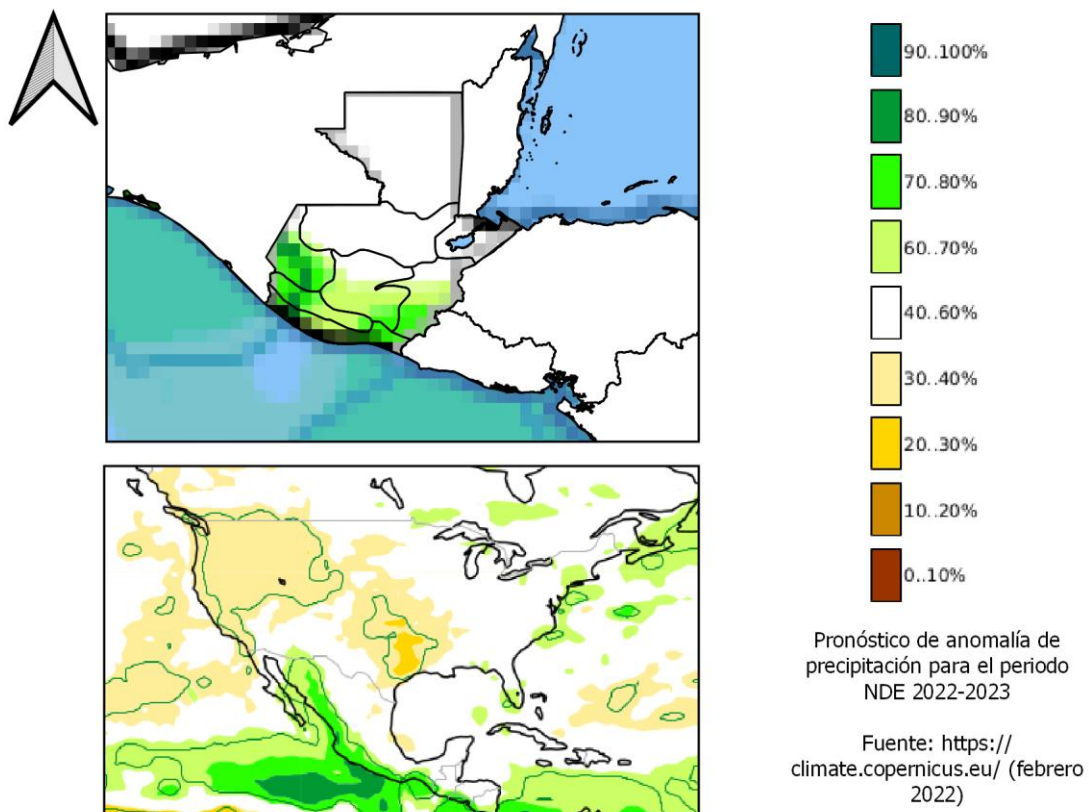 90..100%
80..90%
70..80%
60..70%
40..60%
30..40%
20..30%
10..20%
0..10%
Pronóstico de anomalía de
precipitación para el periodo
NDE 2022-2023
Fuente: https://
climate.copernicus.eu/ (febrero
2022)